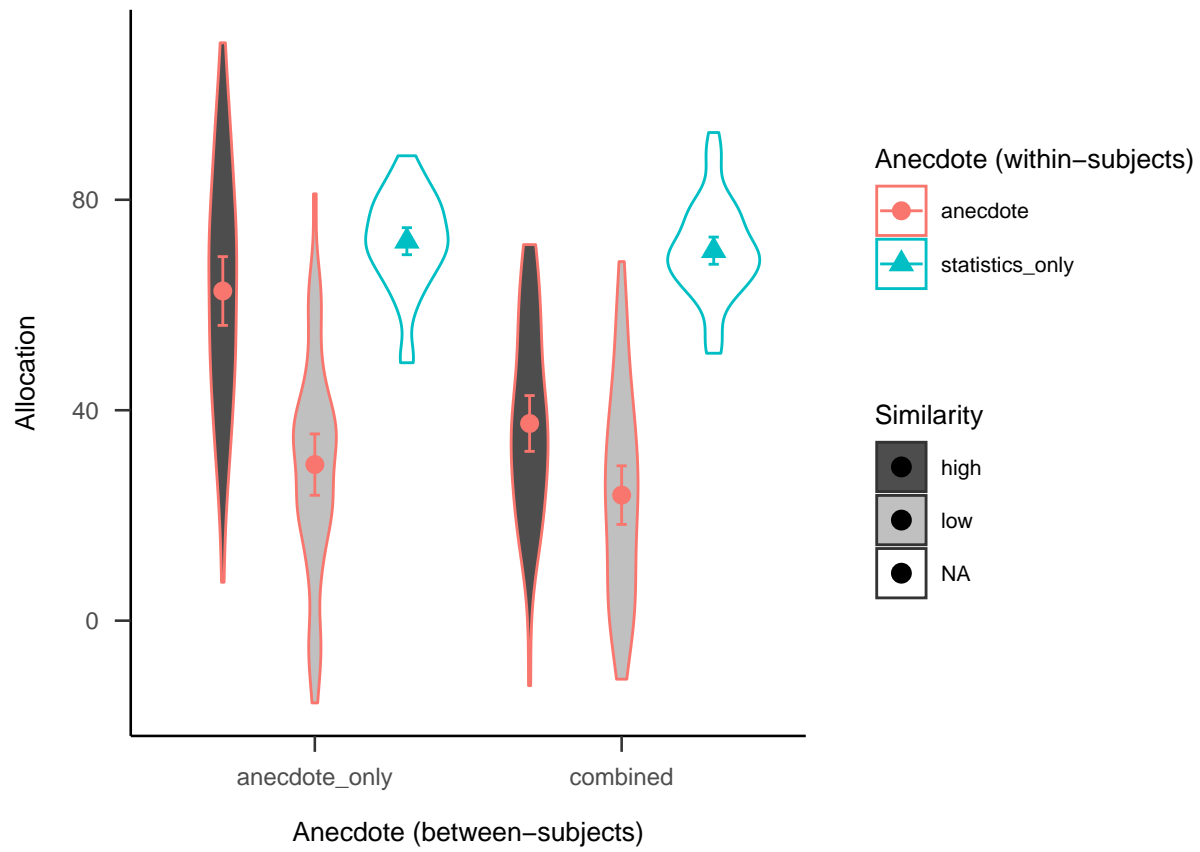 Allocation
80
40
0
anecdote_only
combined
Anecdote (between−subjects)
Anecdote (within−subjects)
anecdote
statistics_only
Similarity
high
low
NA